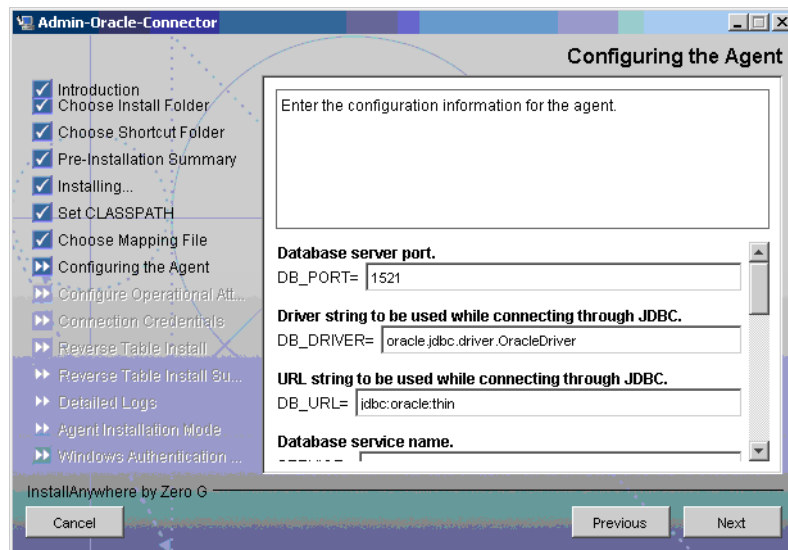 Admin-Oracle-Connector
Configuring the Agent
Introduction
Choose Install Folder
Choose Shortcut Folder
Pre-Installation Summary
Installing...
Set CLASSPATH
Choose Mapping File
Configuring the Agent
Configure Operational Att...
Connection Credentials
Reverse Table Install
Reverse Table Install Su...
Detailed Logs
Agent Installation Mode
Windows Authentication ...
Enter the configuration information for the agent.
Database server port.
DB_PORT= 1521
Driver string to be used while connecting through JDBC.
DB_DRIVER= oracle.jdbc.driver.OracleDriver
URL string to be used while connecting through JDBC.
DB_URL= jdbc:oracle:thin
Database service name.
InstallAnywhere by Zero G
Cancel
Previous
Next